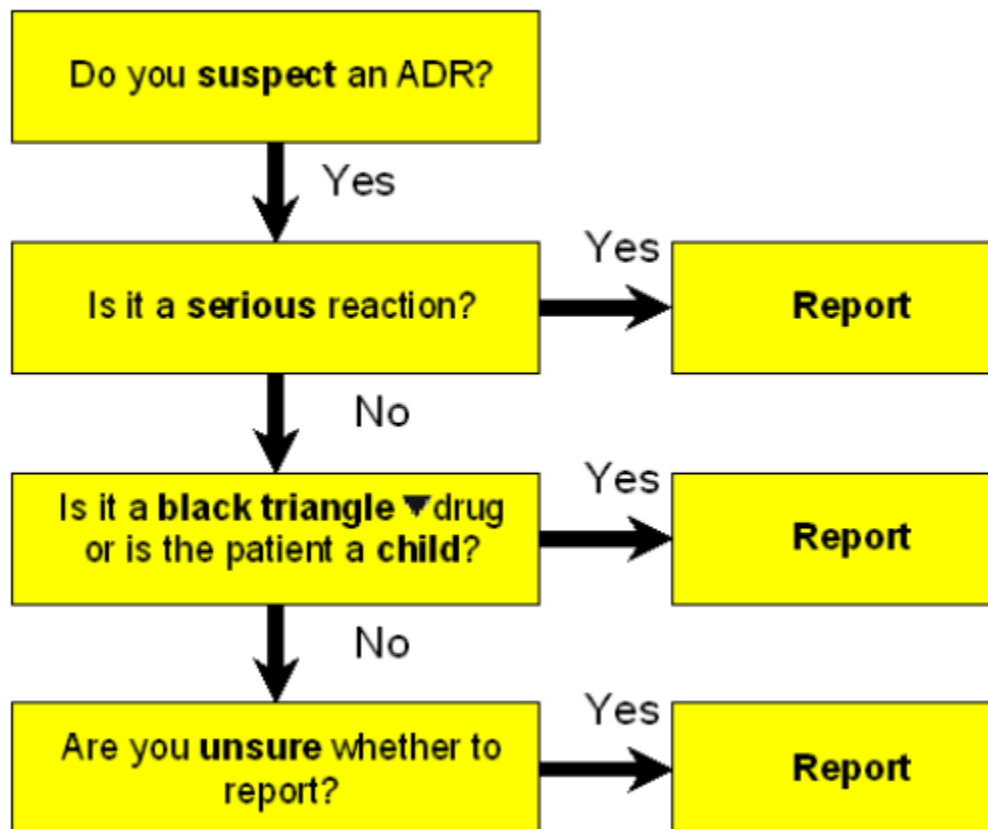 Do you suspect an ADR?
Yes
Is it a serious reaction?
Yes
Report
No
Is it a black triangle ▼drug
or is the patient a child?
Yes
Report
No
Are you unsure whether to
report?
Yes
Report